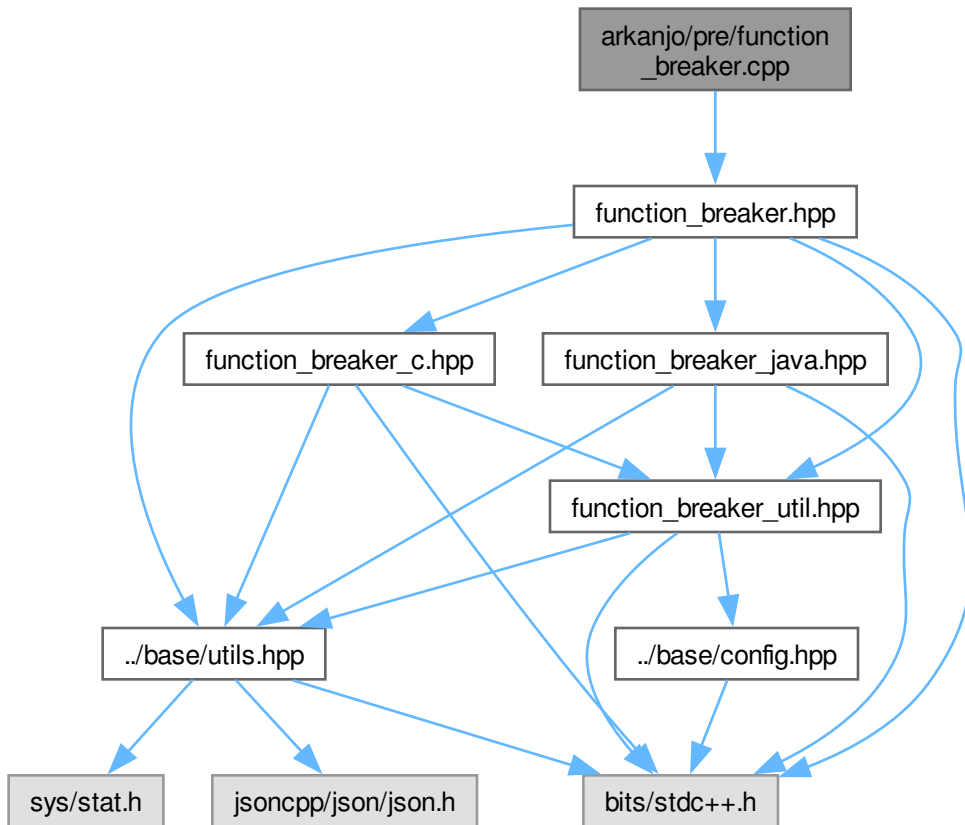 arkanjo/pre/function
_breaker.cpp
function_breaker.hpp
function_breaker_c.hpp
function_breaker_java.hpp
function_breaker_util.hpp
../base/utils.hpp
../base/config.hpp
sys/stat.h
jsoncpp/json/json.h
bits/stdc++.h